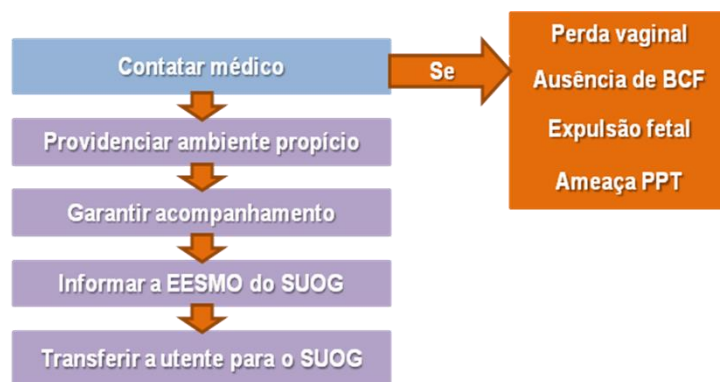 Contatar médico
Se
Perda vaginal
Ausência de BCF
Expulsão fetal
Ameaça PPT
Providenciar ambiente propício
Garantir acompanhamento
Informar a EESMO do SUOG
Transferir a utente para o SUOG